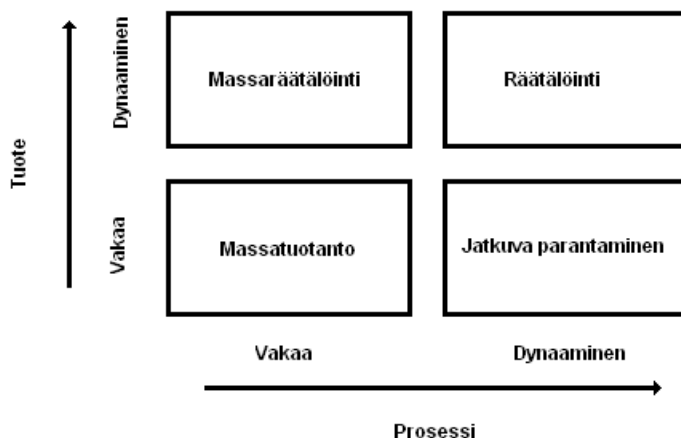 Tuote
Dynaaminen
Massaräätälöinti
Räätälöinti
Vakaa
Massatuotanto
Jatkuva parantaminen
Vakaa
Dynaaminen
Prosessi